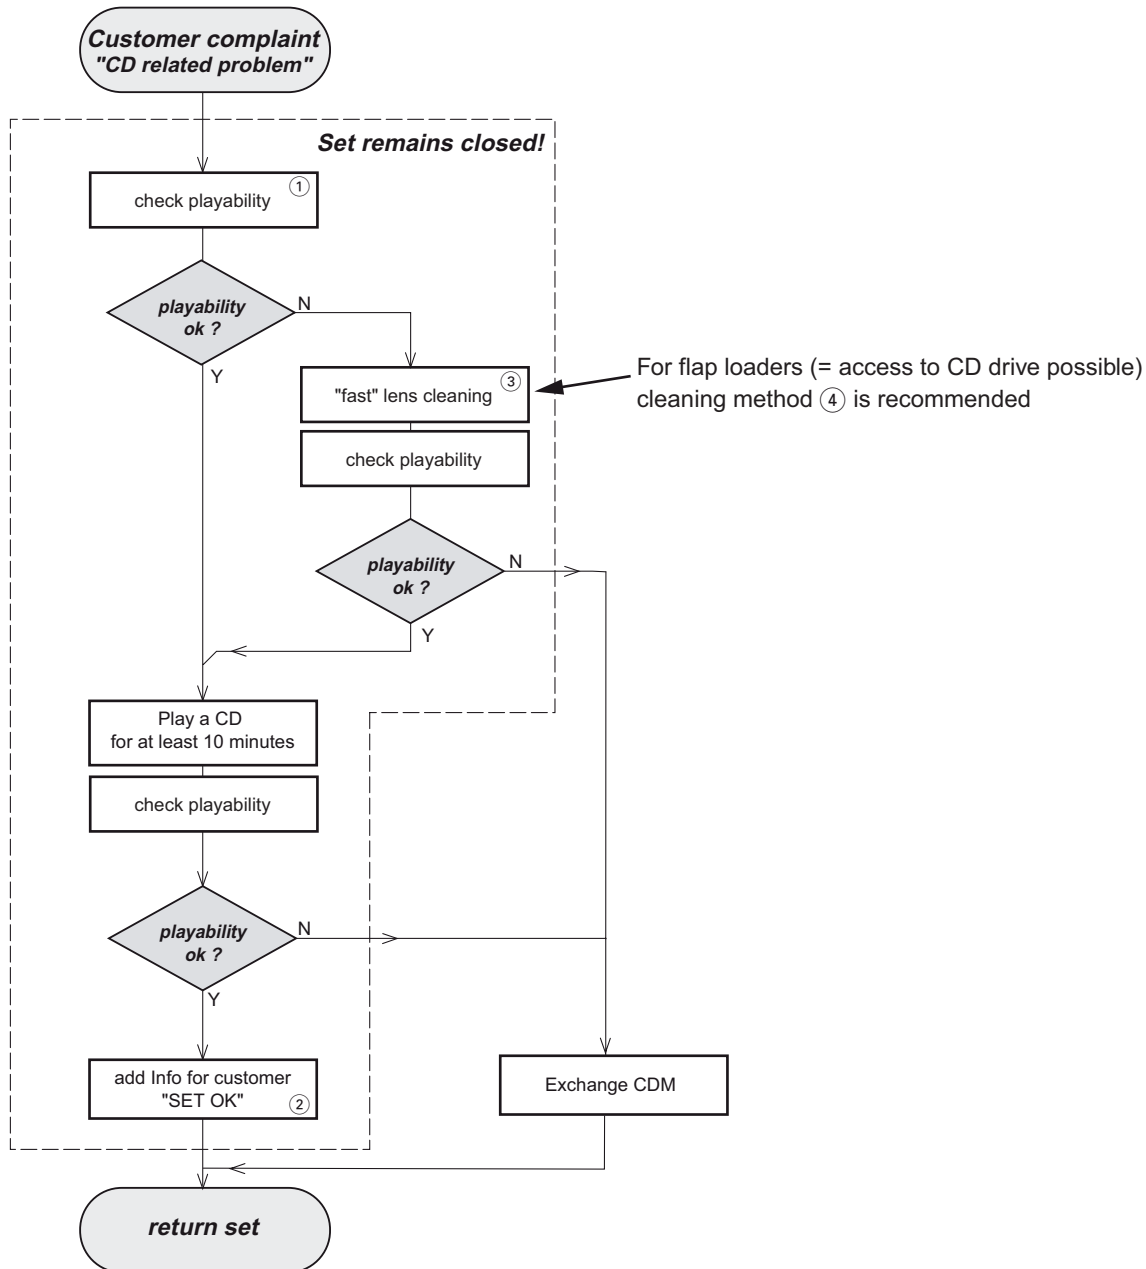 Customer complaint
"CD related problem"
Set remains closed!
①
check playability
playability
ok ?
N
Y
③
"fast" lens cleaning
For flap loaders (= access to CD drive possible)
cleaning method ④ is recommended
check playability
playability
ok ?
N
Y
Play a CD
for at least 10 minutes
check playability
playability
ok ?
N
Y
add Info for customer
"SET OK"
②
Exchange CDM
return set